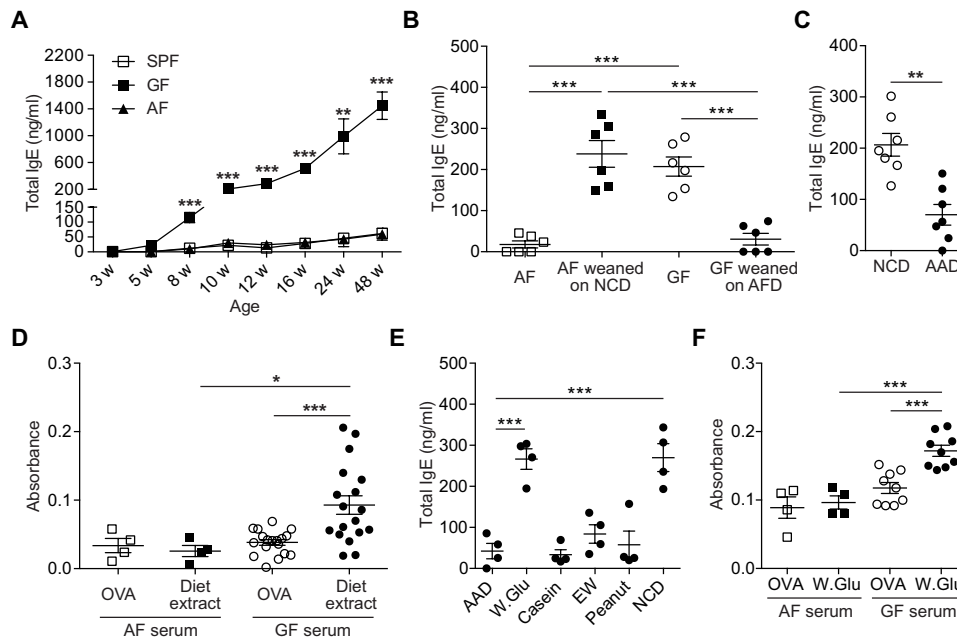 A
Total IgE (ng/ml)
2200
1800
1400
1000
600
200
150
100
50
0
SPF
GF
AF
***
***
***
***
**
***
3 w
5 w
8 w
10 w
12 w
16 w
24 w
48 w
Age
B
Total IgE (ng/ml)
500
400
300
200
100
0
***
***
***
***
AF
AF weaned
on NCD
GF
GF weaned
on AFD
C
Total IgE (ng/ml)
400
300
200
100
0
**
NCD
AAD
D
Absorbance
0.3
0.2
0.1
0.0
*
***
OVA
Diet
extract
OVA
Diet
extract
AF serum
GF serum
E
Total IgE (ng/ml)
500
400
300
200
100
0
***
***
AAD
W.Glu
Casein
EW
Peanut
NCD
F
Absorbance
0.3
0.2
0.1
0.0
***
***
OVA
W.Glu
OVA
W.Glu
AF serum
GF serum